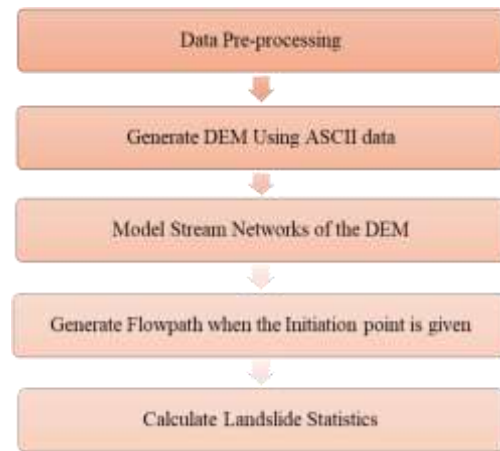 Data Pre-processing
Generate DEM Using ASCII data
Model Stream Networks of the DEM
Generate Flowpath when the Initiation point is given
Calculate Landslide Statistics